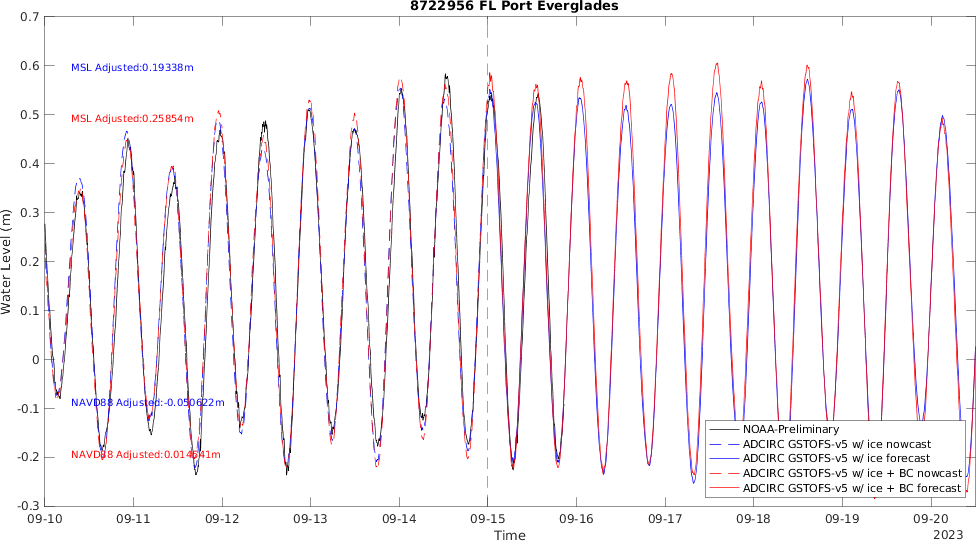 8722956 FL Port Everglades
0.7
0.6
0.5
0.4
0.3
0.2
0.1
0
-0.1
-0.2
-0.3
Water Level (m)
MSL Adjusted:0.19338m
MSL Adjusted:0.25854m
NAVD88 Adjusted:-0.050622m
NAVD88 Adjusted:0.014541m
NOAA-Preliminary
ADCIRC GSTOFS-v5 w/ ice nowcast
ADCIRC GSTOFS-v5 w/ ice forecast
ADCIRC GSTOFS-v5 w/ ice + BC nowcast
ADCIRC GSTOFS-v5 w/ ice + BC forecast
09-10 09-11 09-12 09-13 09-14 09-15 09-16 09-17 09-18 09-19 09-20
Time
2023